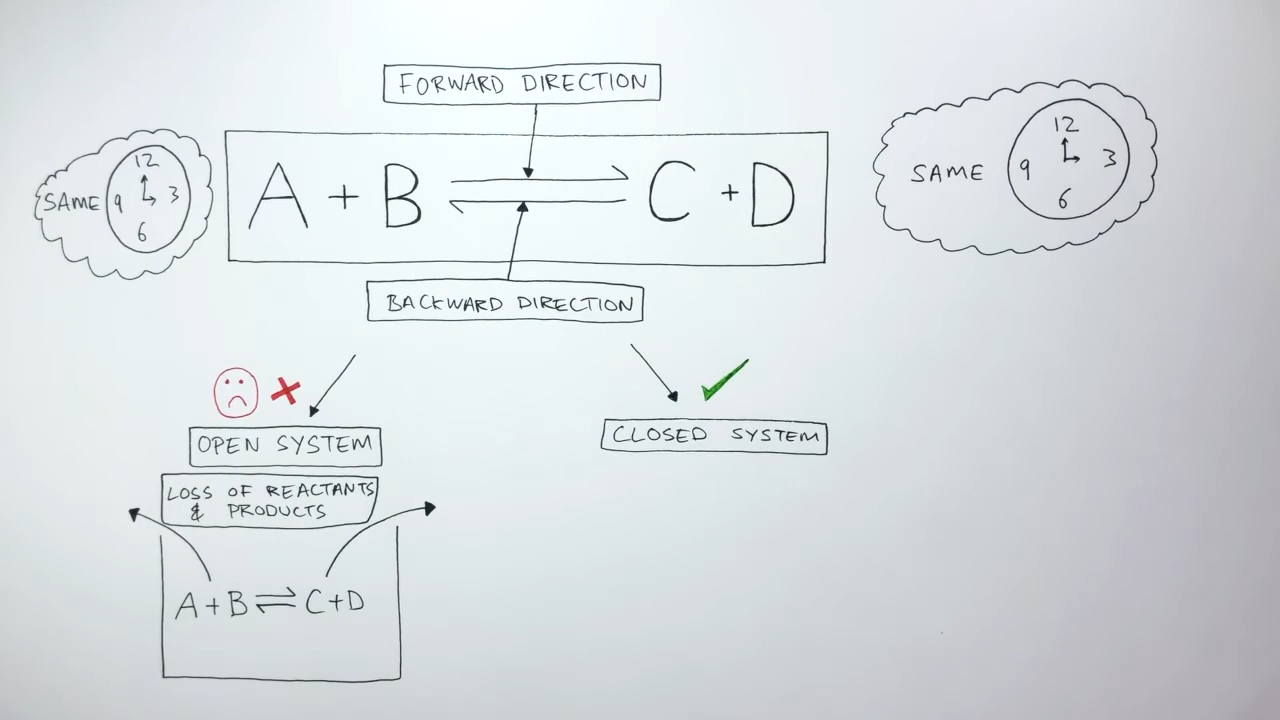 FORWARD DIRECTION
SAME 12 9 3 6
A + B ⇌ C + D
SAME 12 9 3 6
BACKWARD DIRECTION
OPEN SYSTEM
CLOSED SYSTEM
LOSS OF REACTANTS
& PRODUCTS
A+B ⇌ C+D